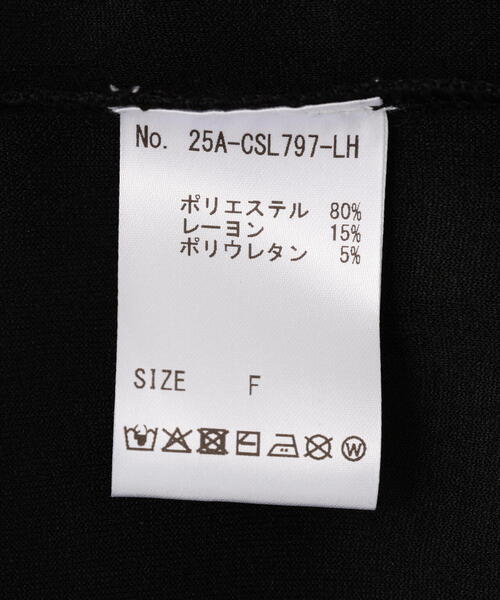 No. 25A-CSL797-LH
ポリエステル 80%
レーヨン 15%
ポリウレタン 5%
SIZE F
W